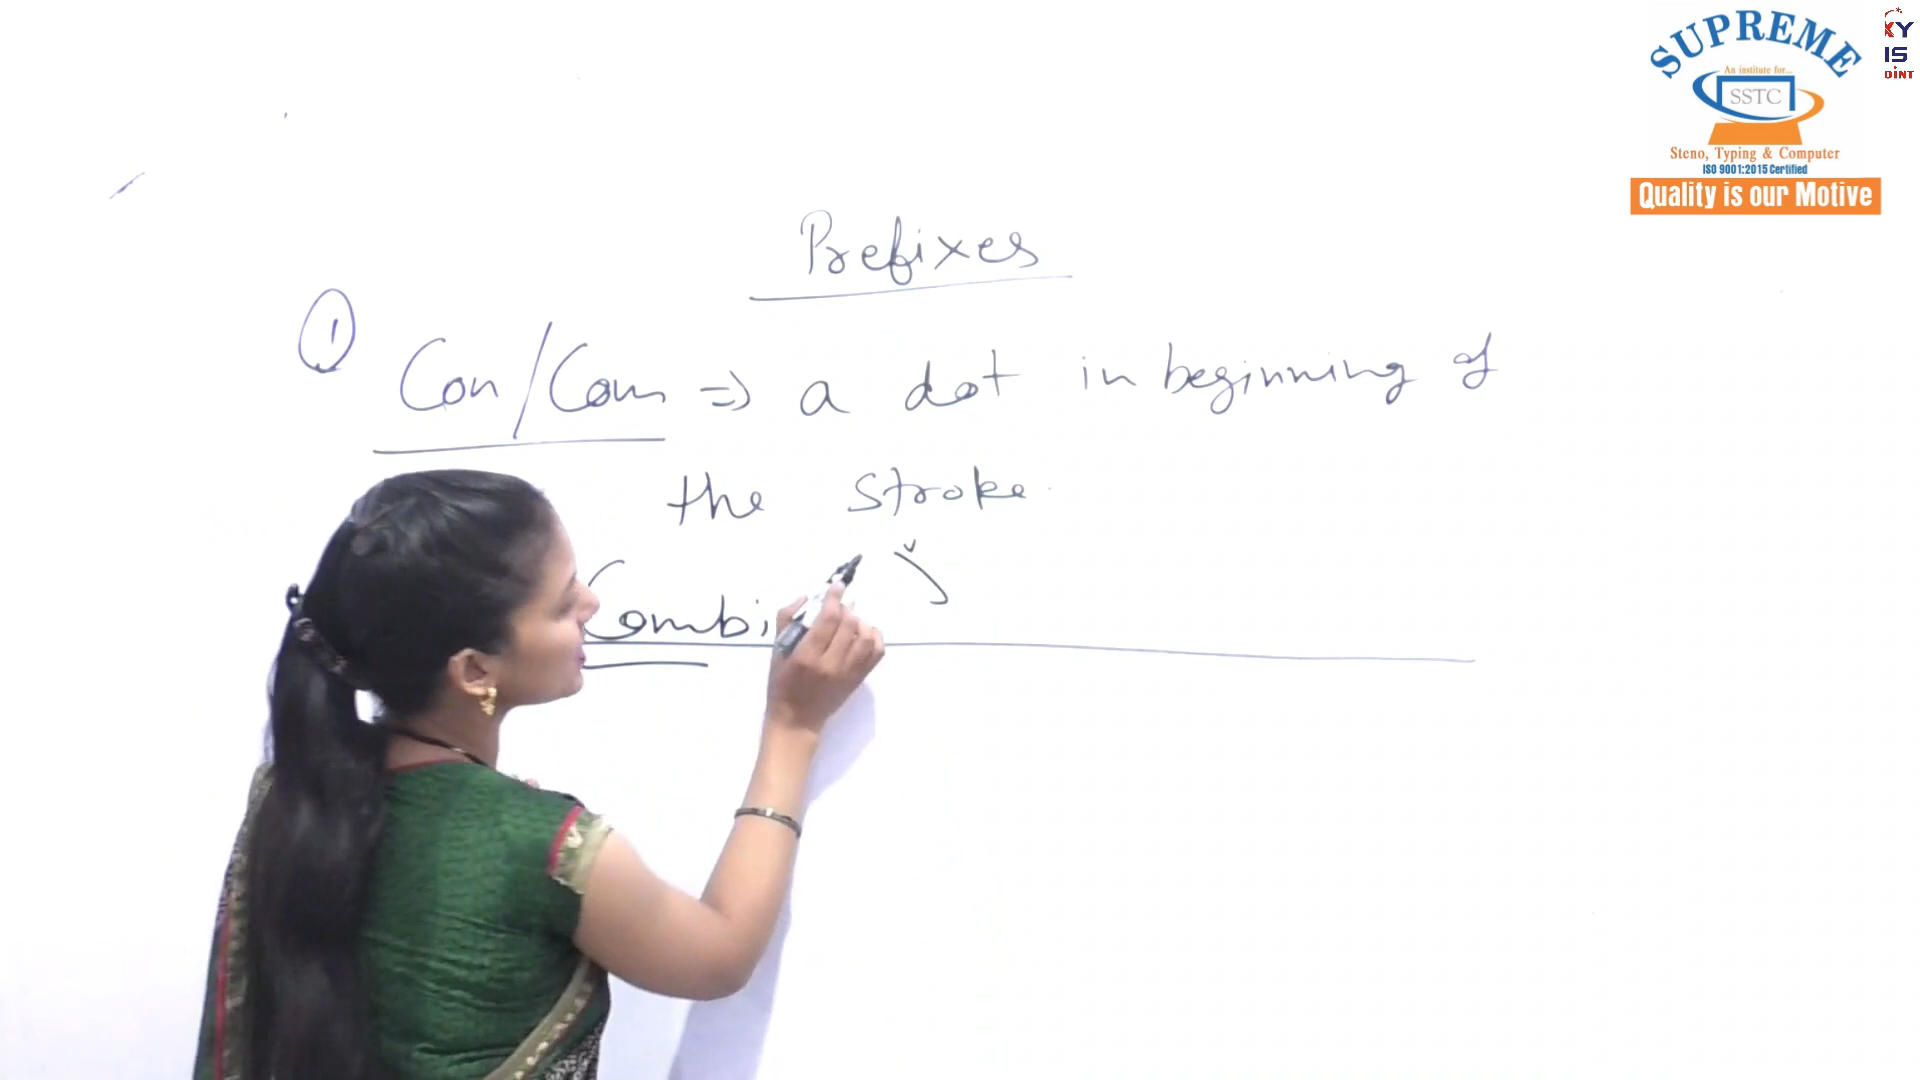 SUPREME
An institute for...
SSTC
Steno, Typing & Computer
ISO 9001:2015 Certified
Quality is our Motive
Prefixes
① Con/Com ⇒ a dot in beginning of
the stroke